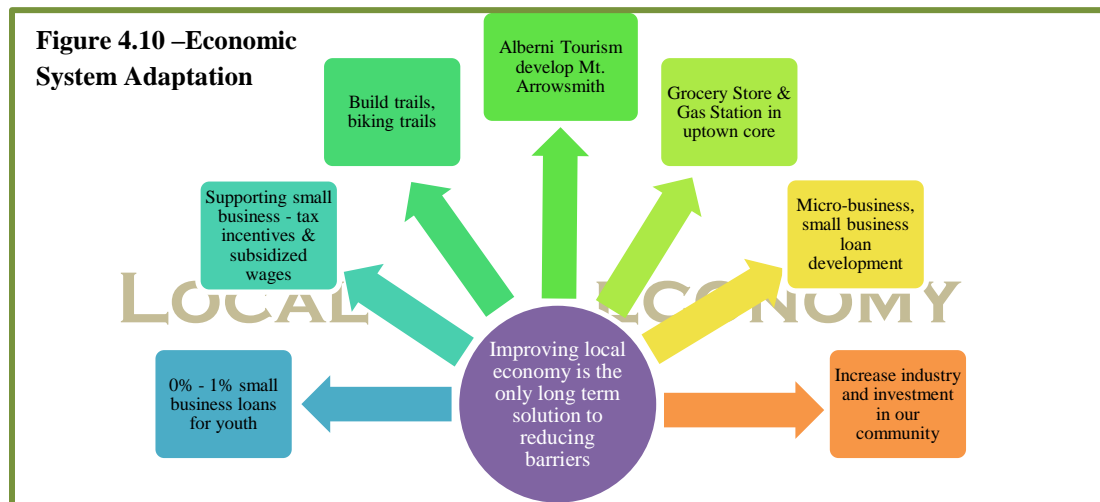 Figure 4.10 –Economic
System Adaptation
Alberni Tourism
develop Mt.
Arrowsmith
Build trails,
biking trails
Grocery Store &
Gas Station in
uptown core
Supporting small
business - tax
incentives &
subsidized
wages
Micro-business,
small business
loan
development
LOCAL ECONOMY
0% - 1% small
business loans
for youth
Improving local
economy is the
only long term
solution to
reducing
barriers
Increase industry
and investment
in our
community